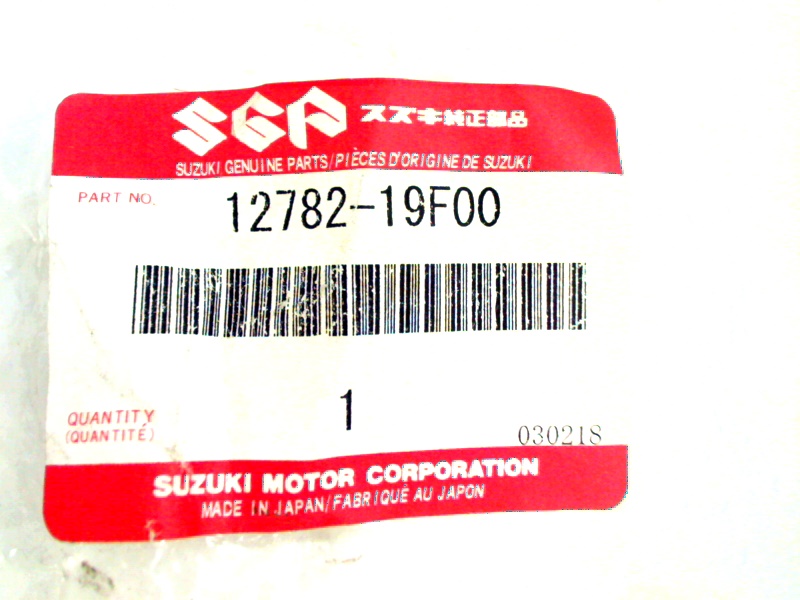 SGP スズキ純正部品
SUZUKI GENUINE PARTS/PIÈCES D'ORIGINE DE SUZUKI
PART NO. 12782-19F00
QUANTITY 1
(QUANTITÉ) 030218
SUZUKI MOTOR CORPORATION
MADE IN JAPAN/FABRIQUÉ AU JAPON